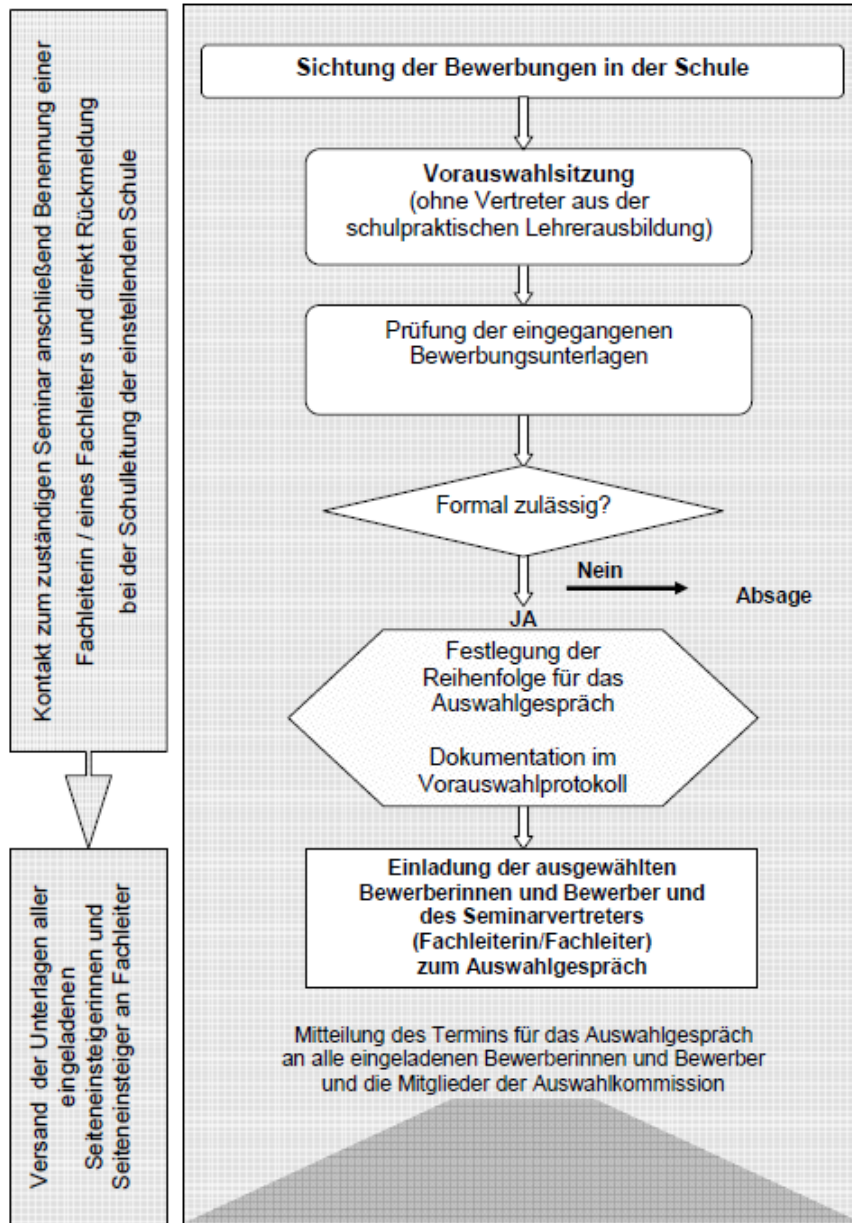 Kontakt zum zuständigen Seminar anschließend Benennung einer
Fachleiterin / eines Fachleiters und direkt Rückmeldung
bei der Schulleitung der einstellenden Schule
Versand der Unterlagen aller
eingeladenen
Seiteneinsteigerinnen und
Seiteneinsteiger an Fachleiter
Sichtung der Bewerbungen in der Schule
Vorauswahlsitzung
(ohne Vertreter aus der
schulpraktischen Lehrerausbildung)
Prüfung der eingegangenen
Bewerbungsunterlagen
Formal zulässig?
Nein
Absage
JA
Festlegung der
Reihenfolge für das
Auswahlgespräch
Dokumentation im
Vorauswahlprotokoll
Einladung der ausgewählten
Bewerberinnen und Bewerber und
des Seminarvertreters
(Fachleiterin/Fachleiter)
zum Auswahlgespräch
Mitteilung des Termins für das Auswahlgespräch
an alle eingeladenen Bewerberinnen und Bewerber
und die Mitglieder der Auswahlkommission